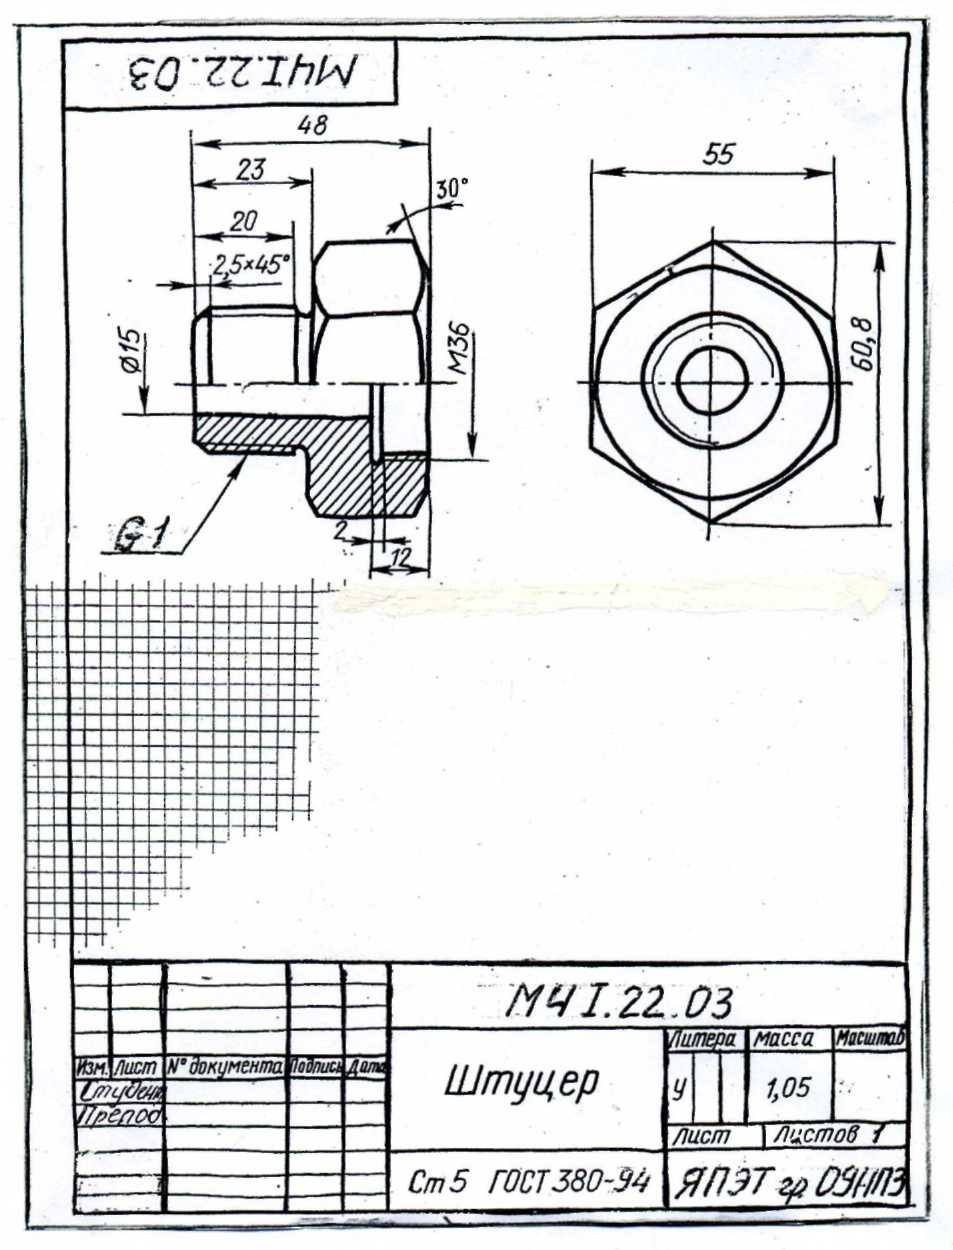 М4I.22.03
48
55
23
30°
20
2,5×45°
⌀15
М36
60,8
G1
2
12
М4I.22.03
Литера Масса Масштаб
Изм. Лист № документа Подпись Дата
Штуцер
У 1,05
Студент
Препод
Лист Листов 1
Ст5 ГОСТ 380-94
ЯПЭТ гр.